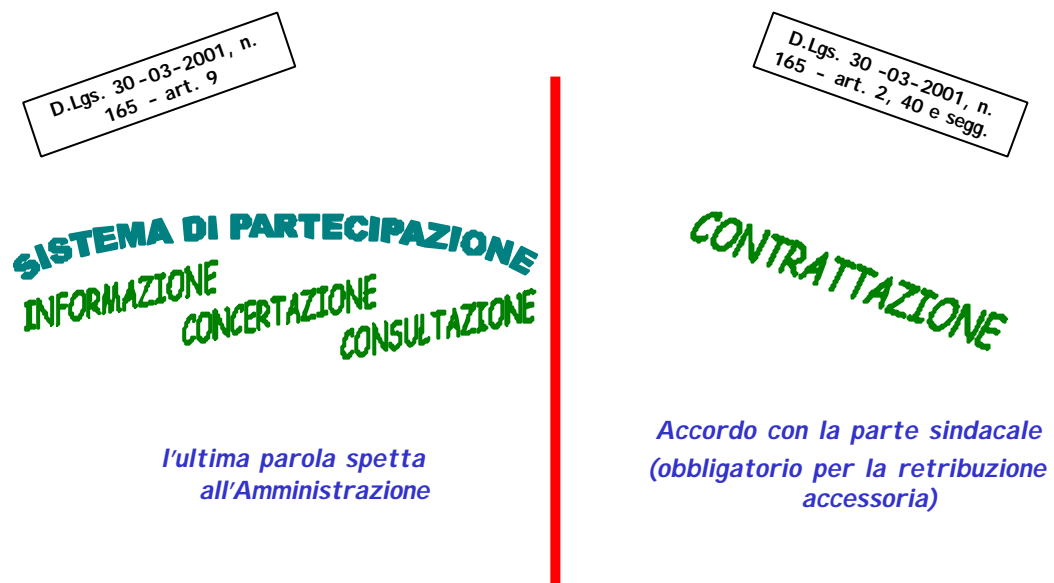 D.Lgs. 30-03-2001, n.
165 - art. 9
SISTEMA DI PARTECIPAZIONE
INFORMAZIONE
CONCERTAZIONE
CONSULTAZIONE
l'ultima parola spetta
all'Amministrazione
D.Lgs. 30-03-2001, n.
165 - art. 2, 40 e segg.
CONTRATTAZIONE
Accordo con la parte sindacale
(obbligatorio per la retribuzione
accessoria)